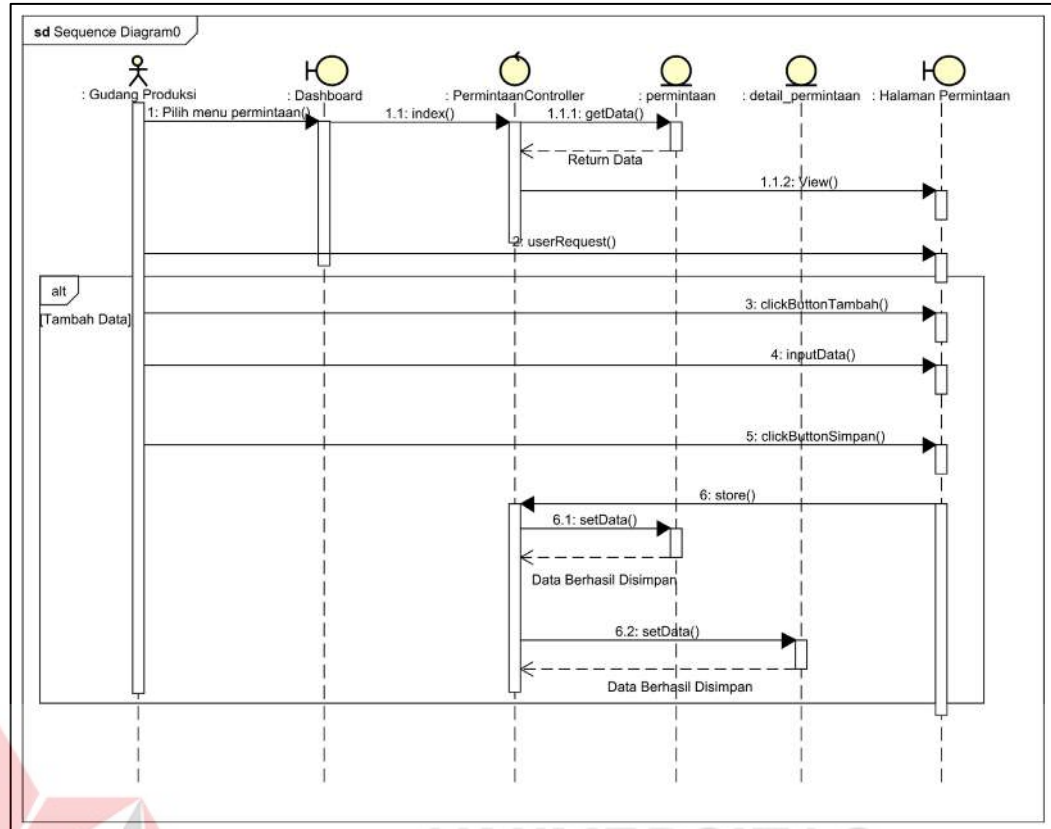 sd Sequence Diagram0
: Gudang Produksi
: Dashboard
: PermintaanController
: permintaan
: detail_permintaan
: Halaman Permintaan
1: Pilih menu permintaan()
1.1: index()
1.1.1: getData()
Return Data
1.1.2: View()
2: userRequest()
alt
[Tambah Data]
3: clickButtonTambah()
4: inputData()
5: clickButtonSimpan()
6: store()
6.1: setData()
Data Berhasil Disimpan
6.2: setData()
Data Berhasil Disimpan